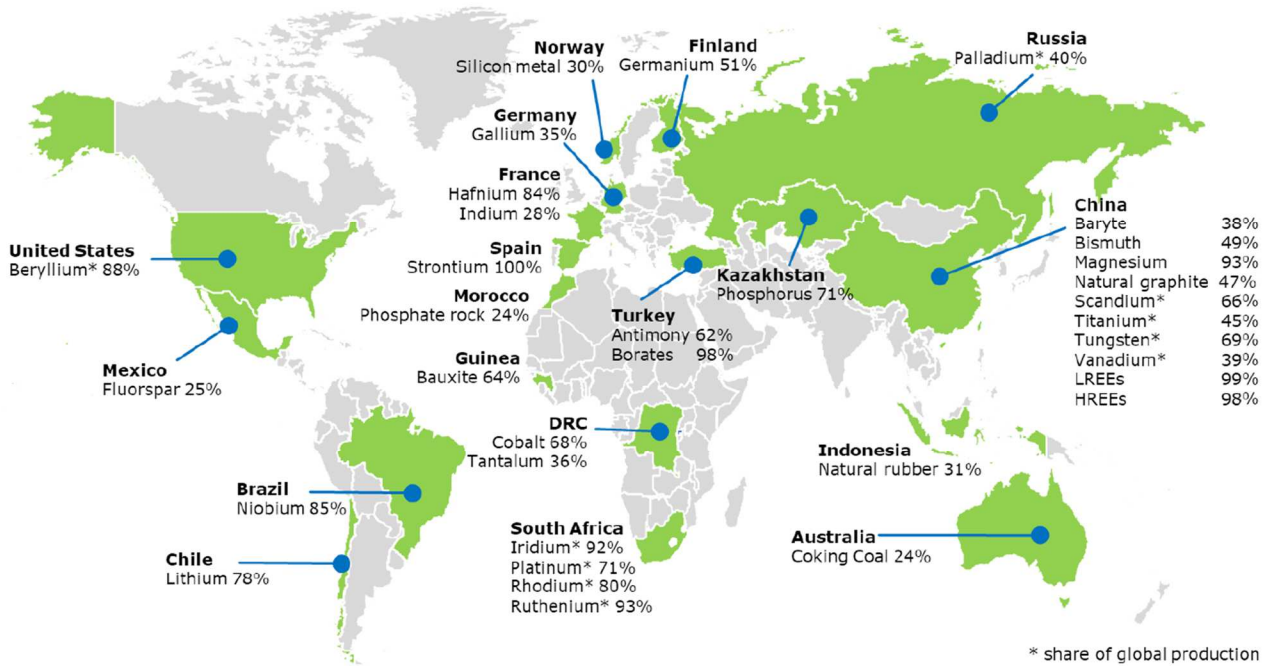 Norway
Silicon metal 30%
Finland
Germanium 51%
Russia
Palladium* 40%
Germany
Gallium 35%
France
Hafnium 84%
Indium 28%
United States
Beryllium* 88%
Spain
Strontium 100%
Morocco
Phosphate rock 24%
Kazakhstan
Phosphorus 71%
China
Baryte 38%
Bismuth 49%
Magnesium 93%
Natural graphite 47%
Scandium* 66%
Titanium* 45%
Tungsten* 69%
Vanadium* 39%
LREEs 99%
HREEs 98%
Turkey
Antimony 62%
Borates 98%
Mexico
Fluorspar 25%
Guinea
Bauxite 64%
DRC
Cobalt 68%
Tantalum 36%
Indonesia
Natural rubber 31%
Brazil
Niobium 85%
South Africa
Iridium* 92%
Platinum* 71%
Rhodium* 80%
Ruthenium* 93%
Australia
Coking Coal 24%
Chile
Lithium 78%
* share of global production